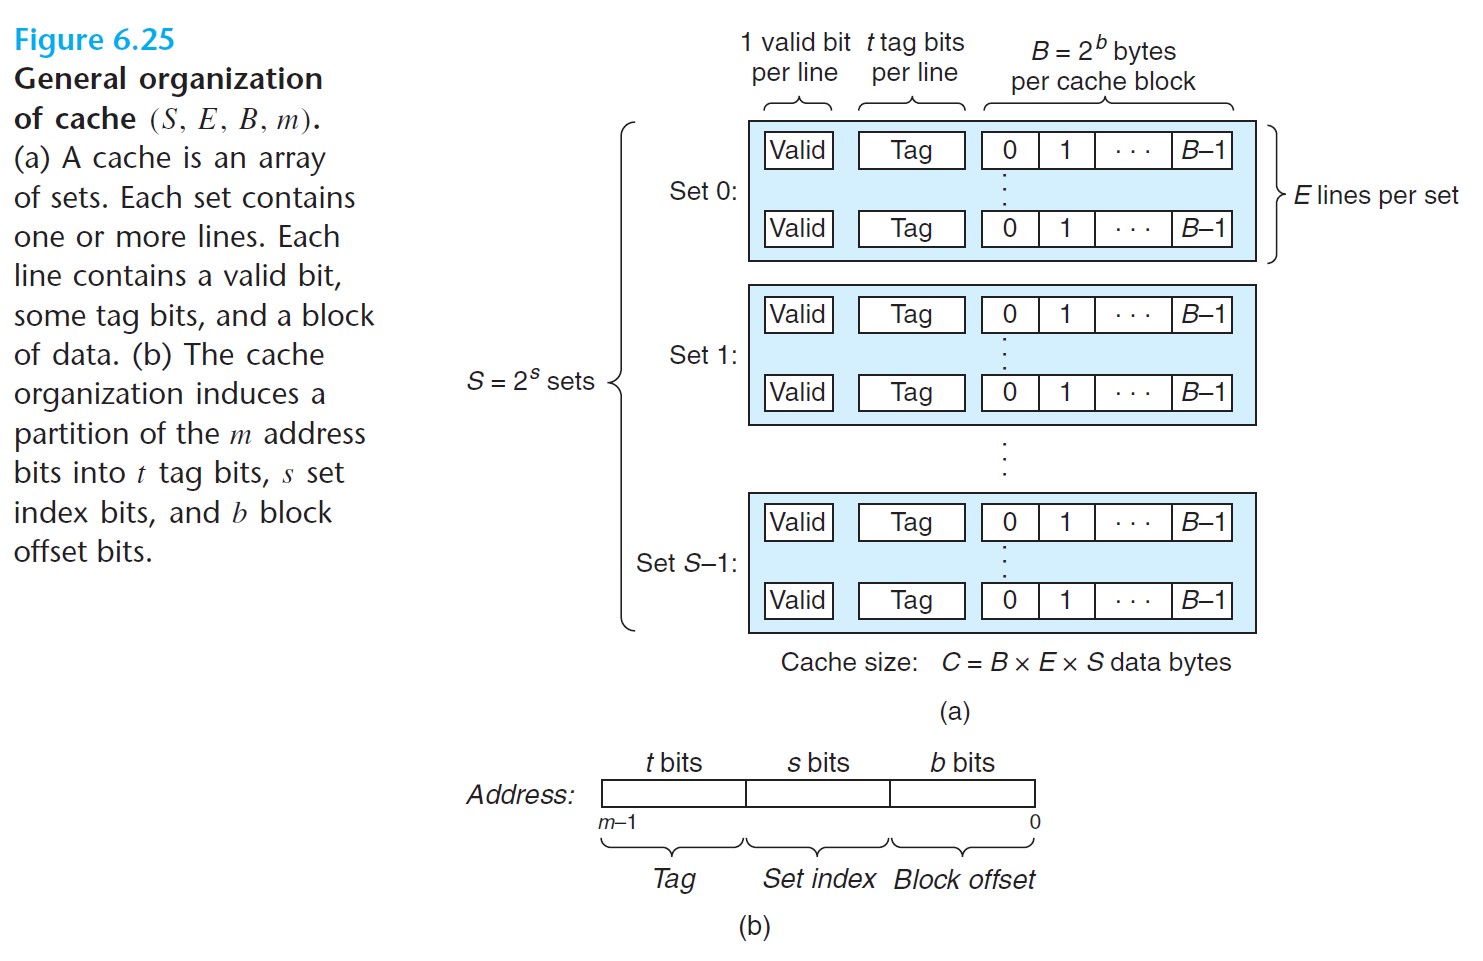 Figure 6.25
General organization
of cache (S, E, B, m).
(a) A cache is an array
of sets. Each set contains
one or more lines. Each
line contains a valid bit,
some tag bits, and a block
of data. (b) The cache
organization induces a
partition of the m address
bits into t tag bits, s set
index bits, and b block
offset bits.
1 valid bit
per line
t tag bits
per line
B = 2^b bytes
per cache block
Set 0:
Valid Tag 0 1 · · · B–1
Valid Tag 0 1 · · · B–1
E lines per set
Set 1:
Valid Tag 0 1 · · · B–1
Valid Tag 0 1 · · · B–1
S = 2^s sets
Set S–1:
Valid Tag 0 1 · · · B–1
Valid Tag 0 1 · · · B–1
Cache size: C = B × E × S data bytes
(a)
t bits s bits b bits
Address:
m–1 0
Tag Set index Block offset
(b)